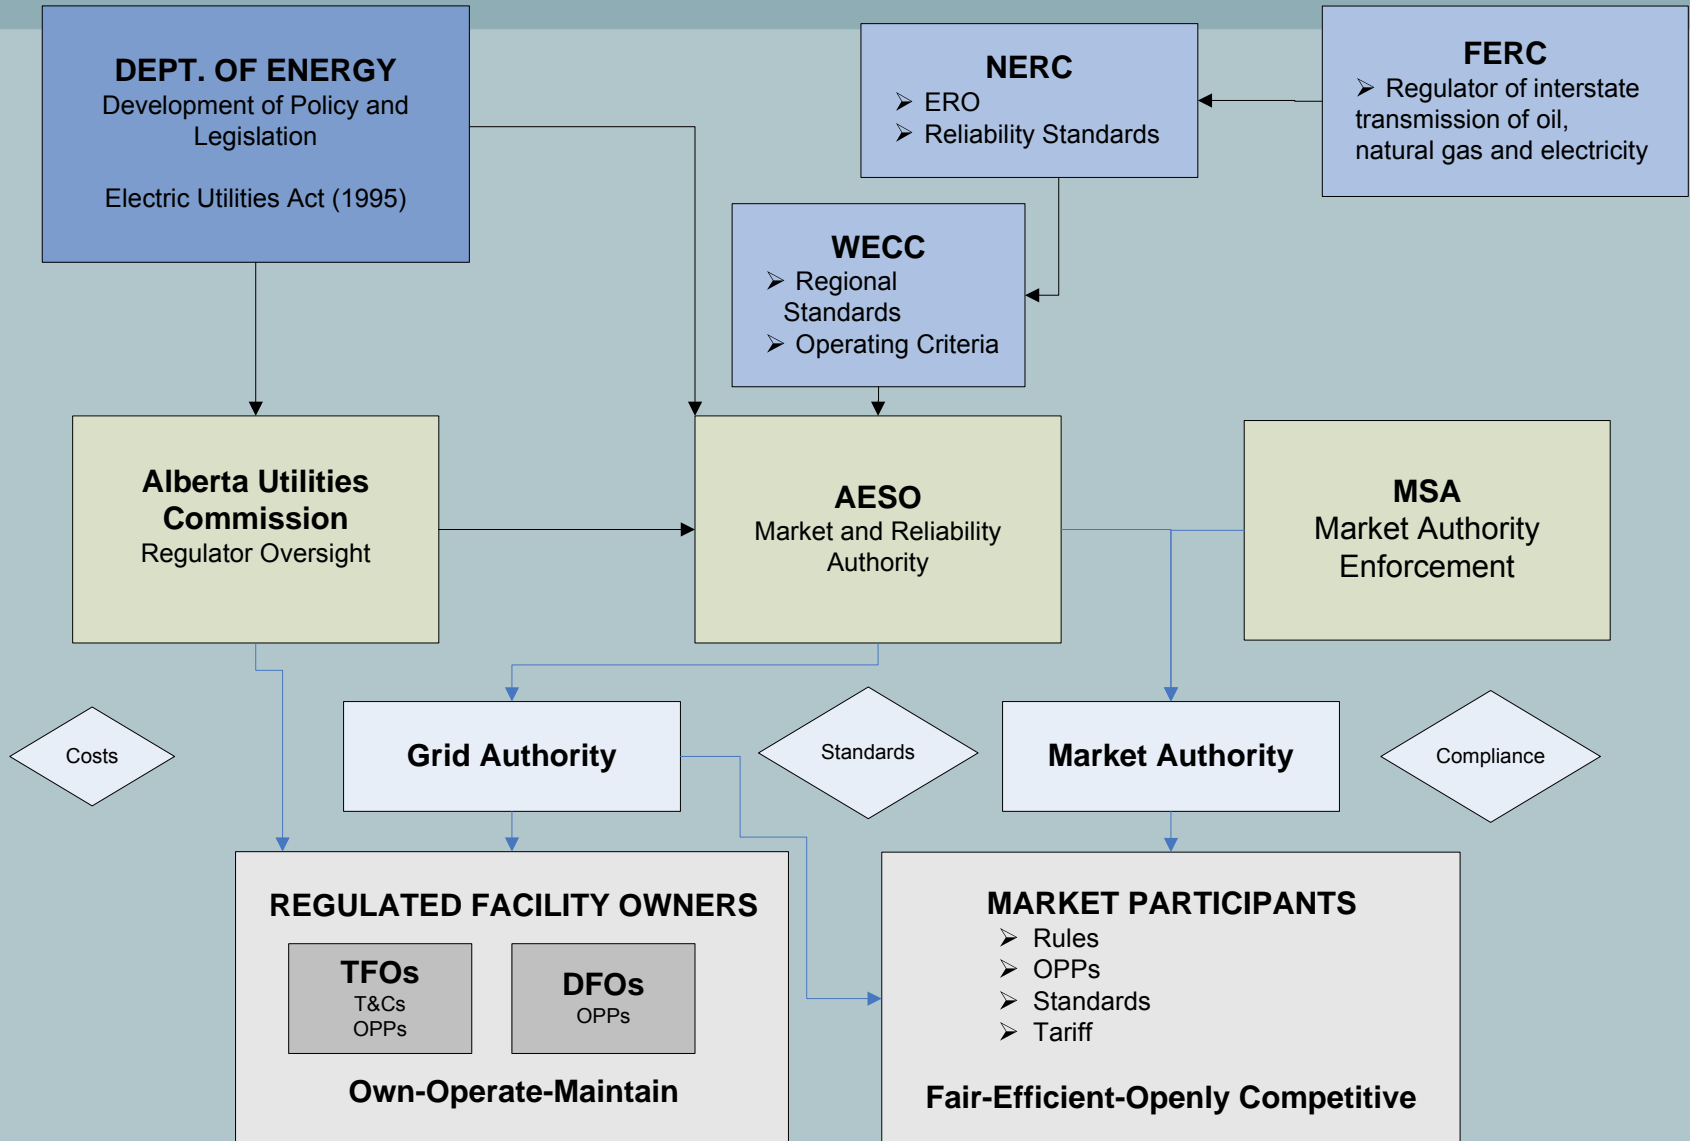 DEPT. OF ENERGY
Development of Policy and
Legislation
Electric Utilities Act (1995)
NERC
➢ ERO
➢ Reliability Standards
FERC
➢ Regulator of interstate
transmission of oil,
natural gas and electricity
WECC
➢ Regional
Standards
➢ Operating Criteria
Alberta Utilities
Commission
Regulator Oversight
AESO
Market and Reliability
Authority
MSA
Market Authority
Enforcement
Costs
Grid Authority
Standards
Market Authority
Compliance
REGULATED FACILITY OWNERS
TFOs
T&Cs
OPPs
DFOs
OPPs
Own-Operate-Maintain
MARKET PARTICIPANTS
➢ Rules
➢ OPPs
➢ Standards
➢ Tariff
Fair-Efficient-Openly Competitive